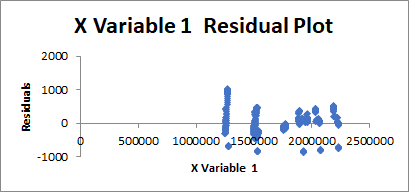 X Variable 1 Residual Plot
2000
1000
0
-1000
0 500000 1000000 1500000 2000000 2500000
Residuals
X Variable 1